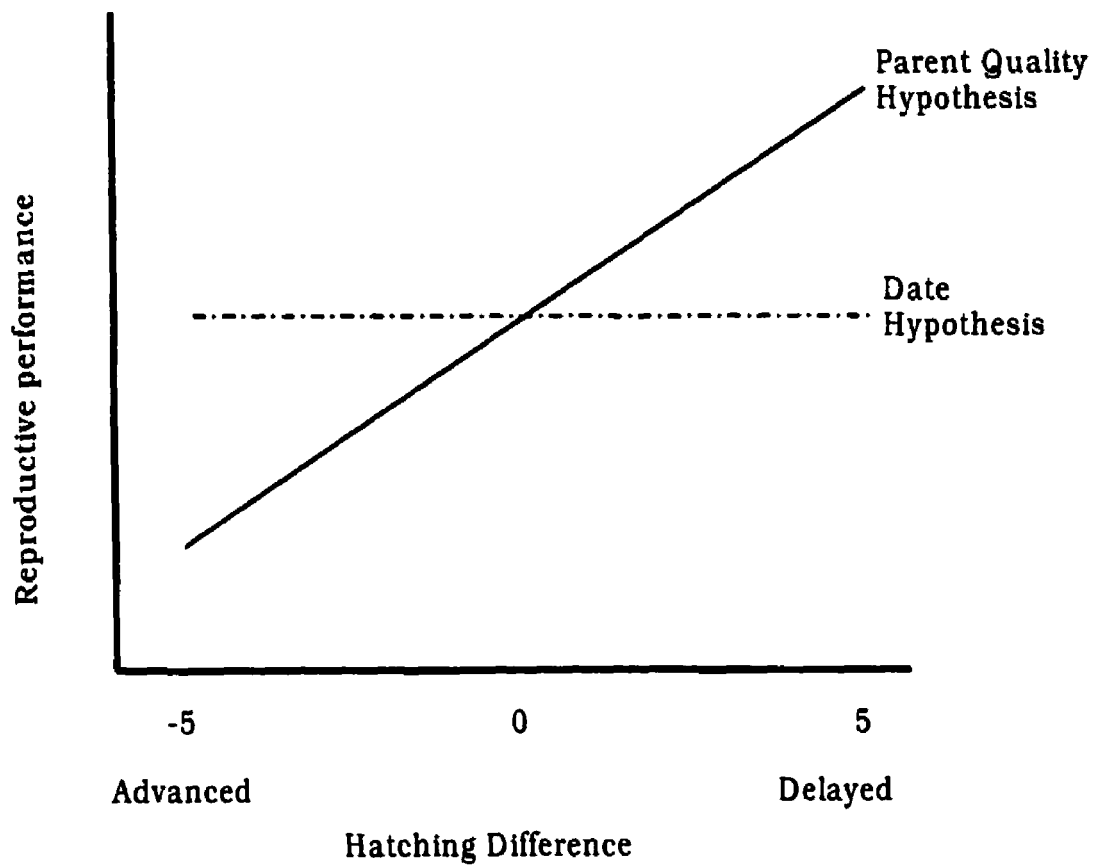 Parent Quality
Hypothesis
Reproductive performance
Date
Hypothesis
-5
0
5
Advanced
Delayed
Hatching Difference